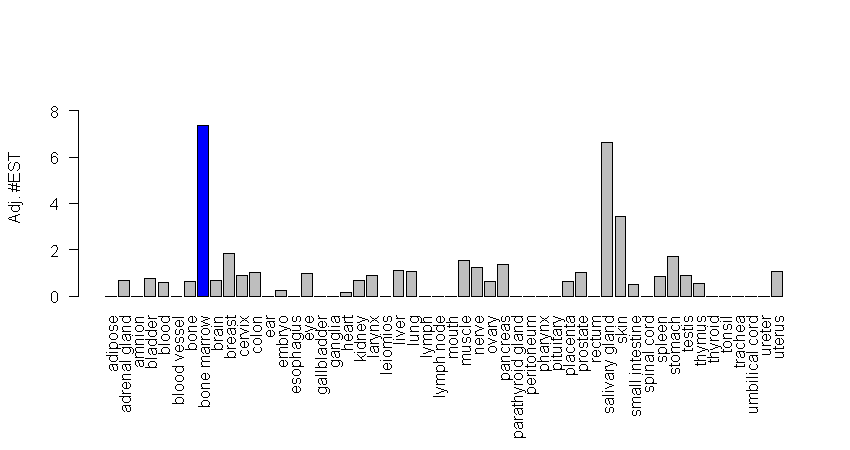 Adj. #EST
8
6
4
2
0
adipose
adrenal gland
amnion
bladder
blood
blood vessel
bone
bone marrow
brain
breast
cervix
colon
ear
embryo
esophagus
eye
gallbladder
ganglia
heart
kidney
larynx
leiomios
liver
lung
lymph
lymph node
mouth
muscle
nerve
ovary
pancreas
parathyroid gland
peritoneum
pharynx
pituitary
placenta
prostate
rectum
salivary gland
skin
small intestine
spinal cord
spleen
stomach
testis
thymus
thyroid
tonsil
trachea
umbilical cord
ureter
uterus